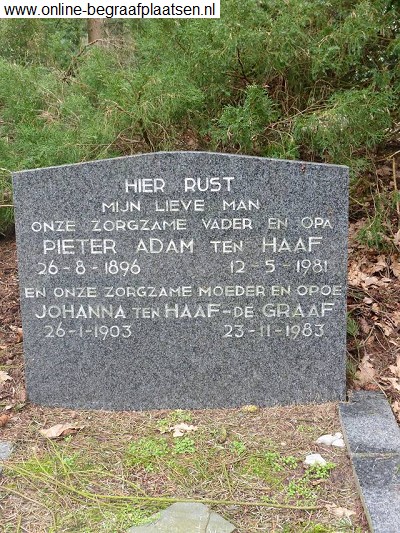 www.online-begraafplaatsen.nl
HIER RUST
MIJN LIEVE MAN
ONZE ZORGZAME VADER EN OPA
PIETER ADAM TEN HAAF
26-8-1896 12-5-1981
EN ONZE ZORGZAME MOEDER EN OPOE
JOHANNA TEN HAAF-DE GRAAF
26-1-1903 23-11-1983